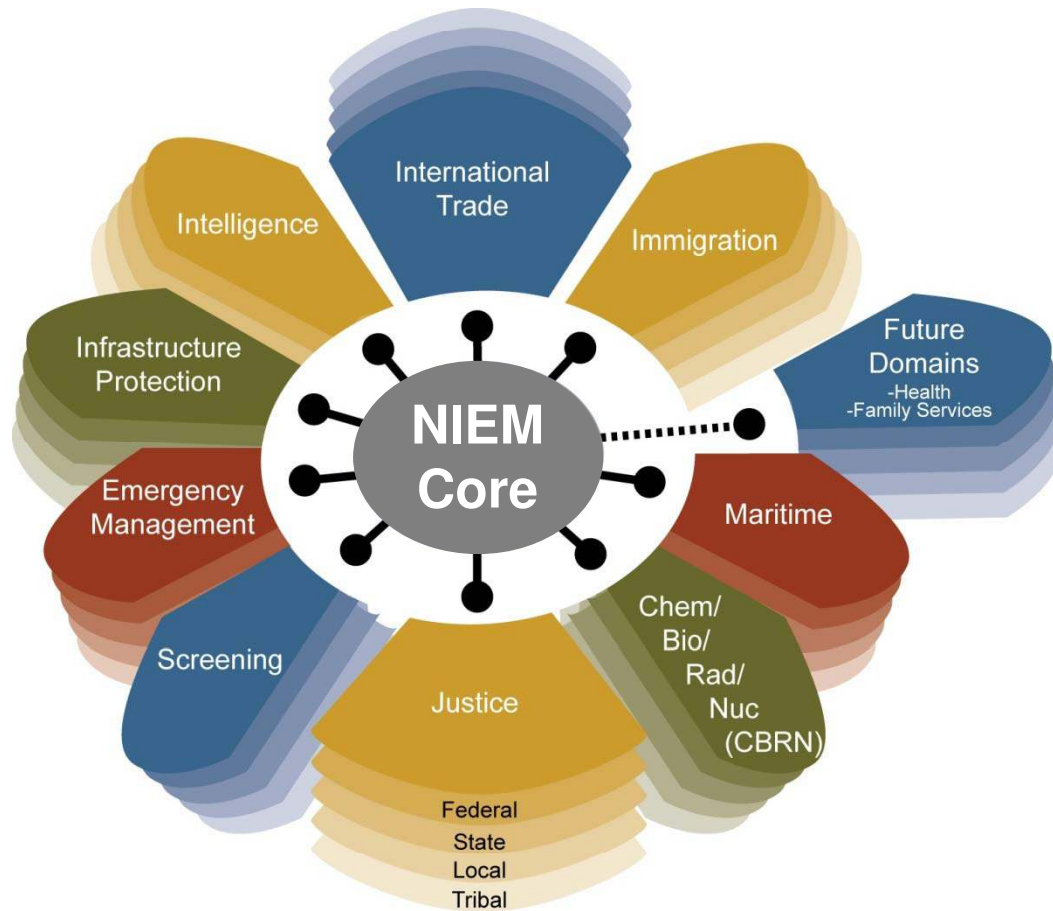 International
Trade
Intelligence
Immigration
Infrastructure
Protection
Future
Domains
-Health
-Family Services
NIEM
Core
Emergency
Management
Maritime
Screening
Justice
Chem/
Bio/
Rad/
Nuc
(CBRN)
Federal
State
Local
Tribal